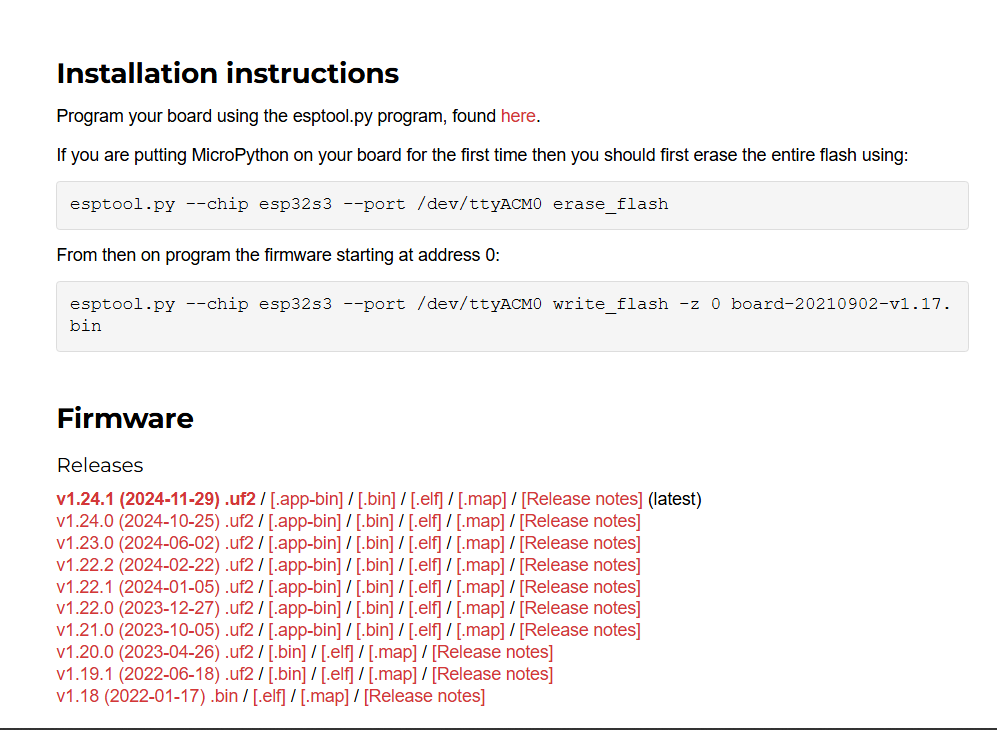 Installation instructions
Program your board using the esptool.py program, found here.
If you are putting MicroPython on your board for the first time then you should first erase the entire flash using:
esptool.py --chip esp32s3 --port /dev/ttyACM0 erase_flash
From then on program the firmware starting at address 0:
esptool.py --chip esp32s3 --port /dev/ttyACM0 write_flash -z 0 board-20210902-v1.17.
bin
Firmware
Releases
v1.24.1 (2024-11-29) .uf2 / [.app-bin] / [.bin] / [.elf] / [.map] / [Release notes] (latest)
v1.24.0 (2024-10-25) .uf2 / [.app-bin] / [.bin] / [.elf] / [.map] / [Release notes]
v1.23.0 (2024-06-02) .uf2 / [.app-bin] / [.bin] / [.elf] / [.map] / [Release notes]
v1.22.2 (2024-02-22) .uf2 / [.app-bin] / [.bin] / [.elf] / [.map] / [Release notes]
v1.22.1 (2024-01-05) .uf2 / [.app-bin] / [.bin] / [.elf] / [.map] / [Release notes]
v1.22.0 (2023-12-27) .uf2 / [.app-bin] / [.bin] / [.elf] / [.map] / [Release notes]
v1.21.0 (2023-10-05) .uf2 / [.app-bin] / [.bin] / [.elf] / [.map] / [Release notes]
v1.20.0 (2023-04-26) .uf2 / [.bin] / [.elf] / [.map] / [Release notes]
v1.19.1 (2022-06-18) .uf2 / [.bin] / [.elf] / [.map] / [Release notes]
v1.18 (2022-01-17) .bin / [.elf] / [.map] / [Release notes]